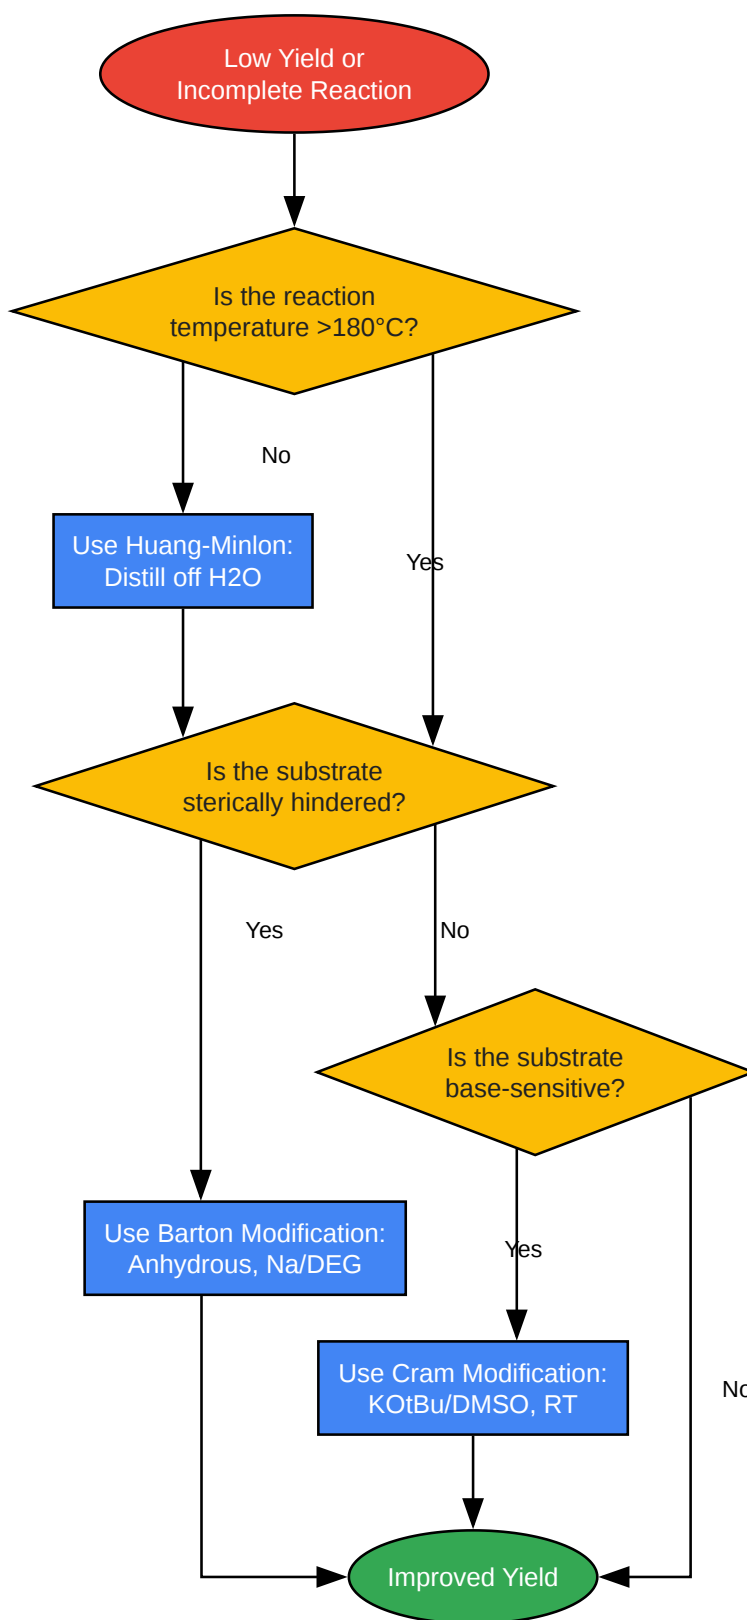 Low Yield or
Incomplete Reaction
Is the reaction
temperature >180°C?
No
Use Huang-Minlon:
Distill off H2O
Yes
Is the substrate
sterically hindered?
Yes
No
Is the substrate
base-sensitive?
Use Barton Modification:
Anhydrous, Na/DEG
Yes
Use Cram Modification:
KOtBu/DMSO, RT
No
Improved Yield